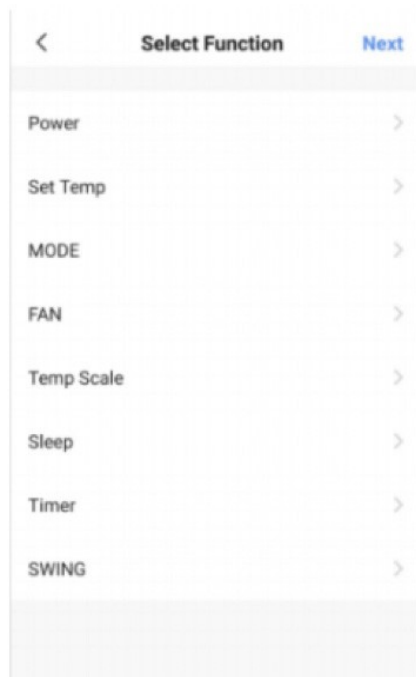 Select Function Next
Power
Set Temp
MODE
FAN
Temp Scale
Sleep
Timer
SWING